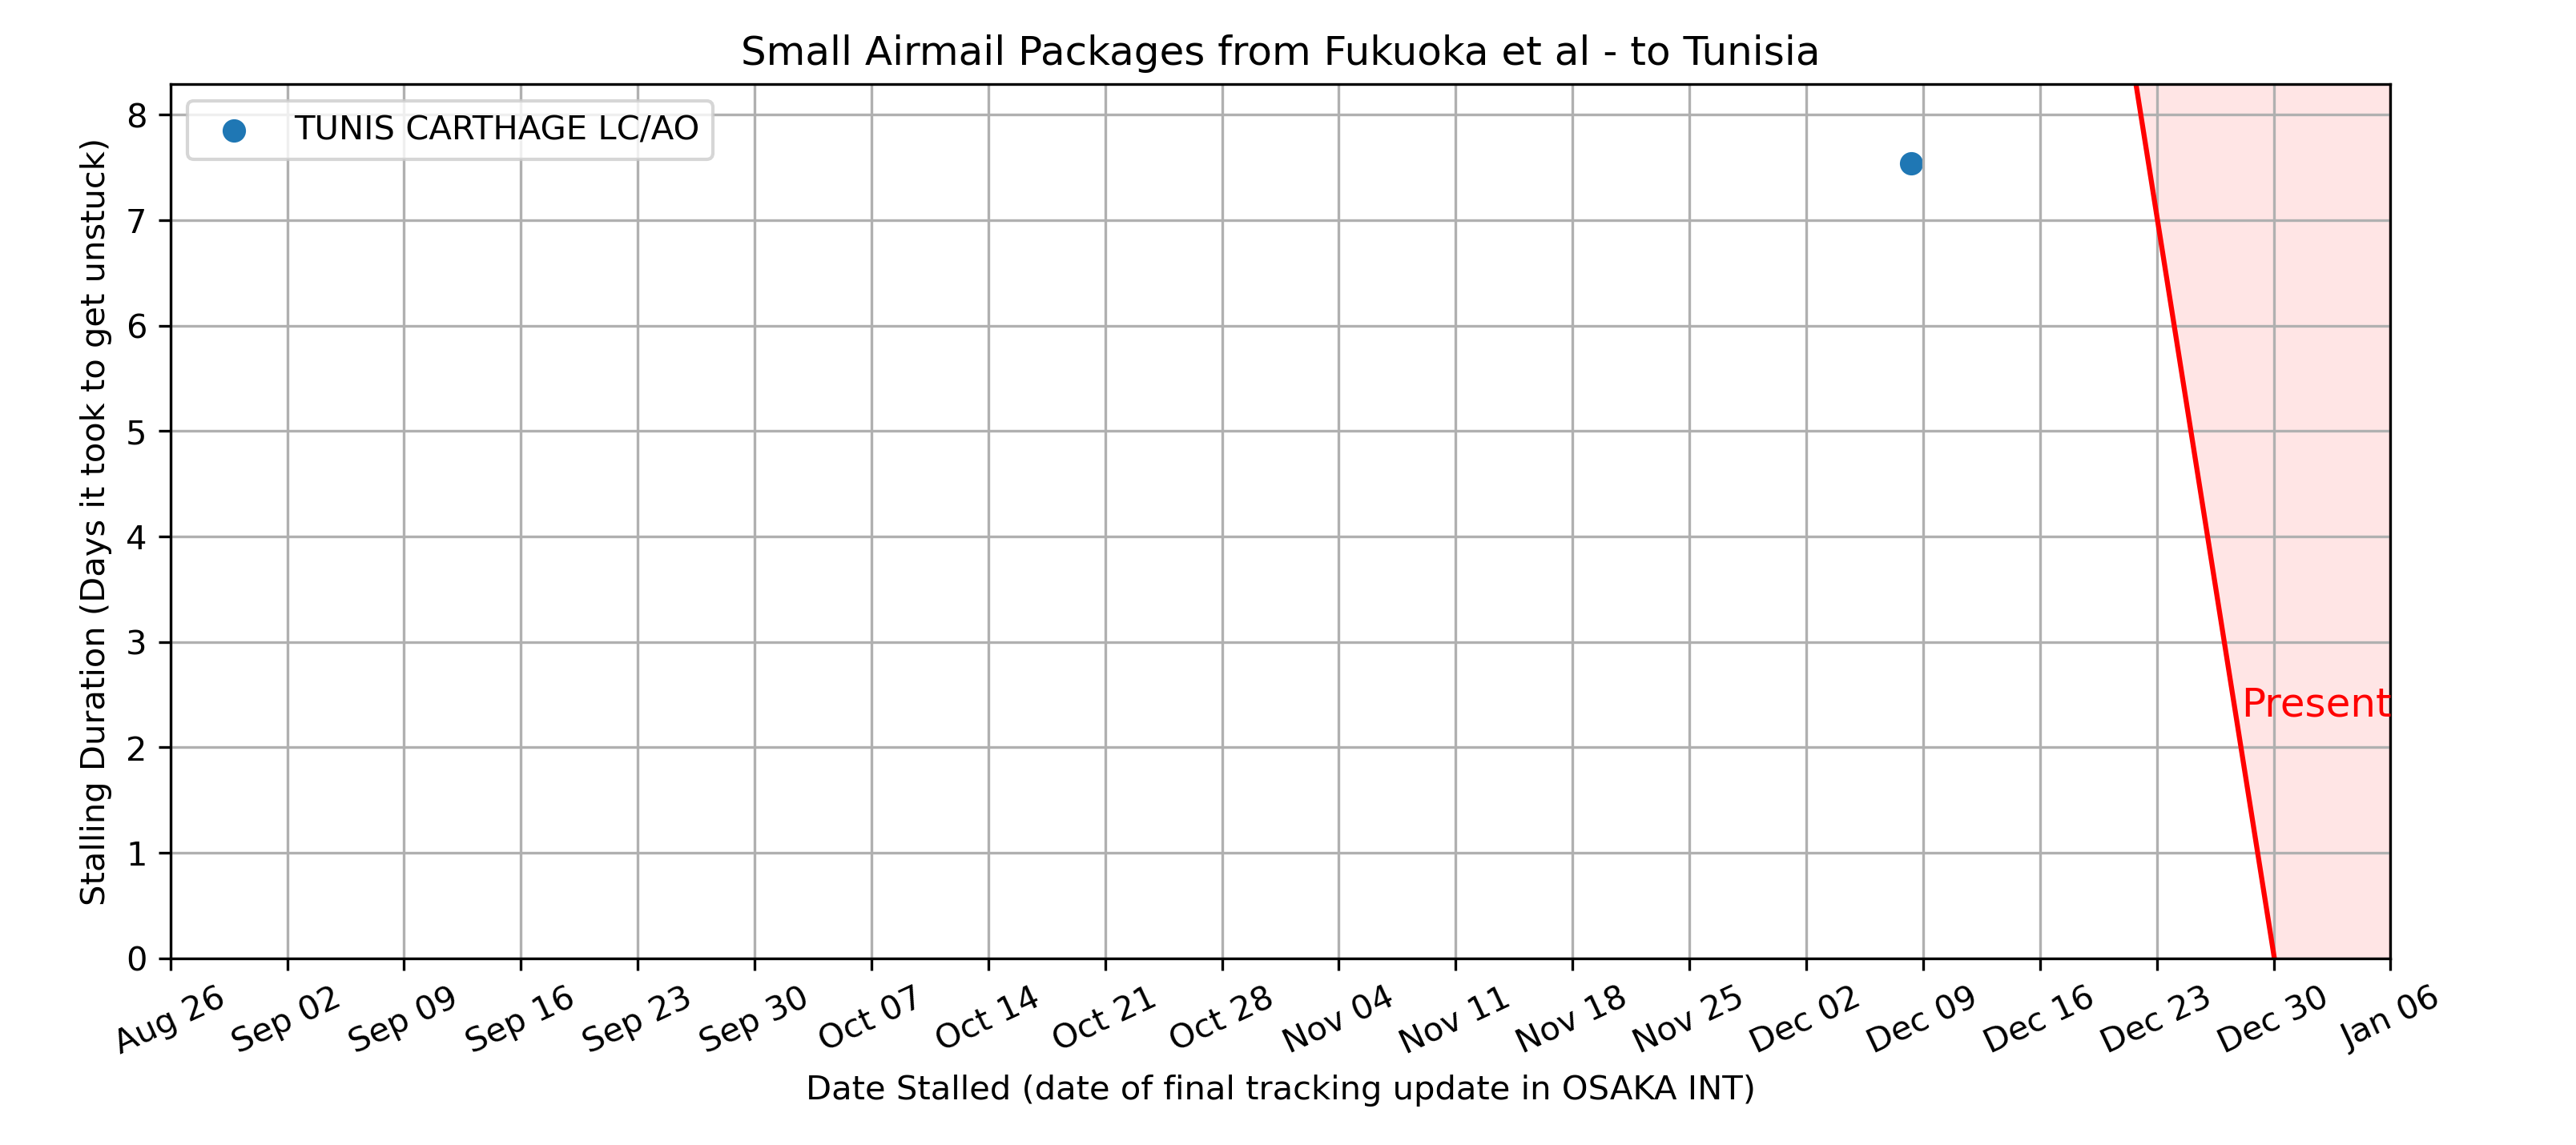 Small Airmail Packages from Fukuoka et al - to Tunisia
TUNIS CARTHAGE LC/AO
Stalling Duration (Days it took to get unstuck)
8
7
6
5
4
3
2
1
0
Present
Aug 26
Sep 02
Sep 09
Sep 16
Sep 23
Sep 30
Oct 07
Oct 14
Oct 21
Oct 28
Nov 04
Nov 11
Nov 18
Nov 25
Dec 02
Dec 09
Dec 16
Dec 23
Dec 30
Jan 06
Date Stalled (date of final tracking update in OSAKA INT)